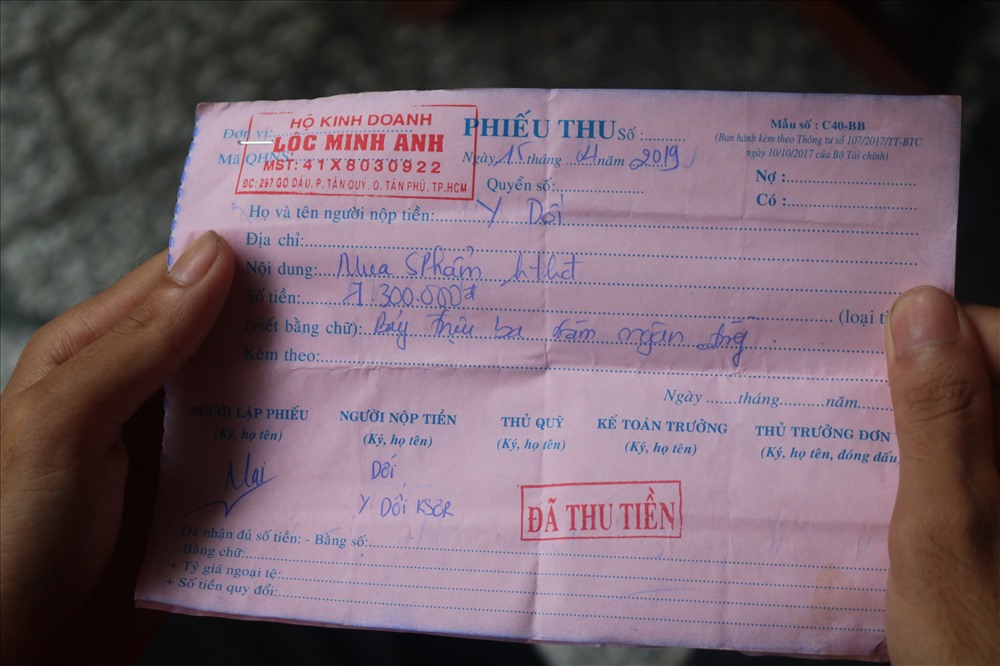 HỘ KINH DOANH
Đơn vị:
LỘC MINH ANH
Mã QHNS:
MST: 41X8030922
ĐC: 297 GÒ DẦU, P. TÂN QUÝ, Q. TÂN PHÚ, TP.HCM
PHIẾU THU Số :
Ngày 15 tháng 04 năm 2019
Quyển số:
Mẫu số : C40-BB
(Ban hành kèm theo Thông tư số 107/2017/TT-BTC
ngày 10/10/2017 của Bộ Tài chính)
Nợ :
Có :
Họ và tên người nộp tiền: Y Dối
Địa chỉ:
Nội dung: Mua SPhẩm
Số tiền: 7.300.000đ (loại t
(viết bằng chữ): Bảy triệu ba trăm ngàn đồng.
Kèm theo:
Ngày tháng năm
NGƯỜI LẬP PHIẾU NGƯỜI NỘP TIỀN THỦ QUỸ KẾ TOÁN TRƯỞNG THỦ TRƯỞNG ĐƠN
(Ký, họ tên) (Ký, họ tên) (Ký, họ tên) (Ký, họ tên) (Ký, họ tên, đóng dấu)
Mai Dối
Y Dối KSOR
ĐÃ THU TIỀN
Đã nhận đủ số tiền: - Bằng số:
Bằng chữ:
+ Tỷ giá ngoại tệ:
+ Số tiền quy đổi: